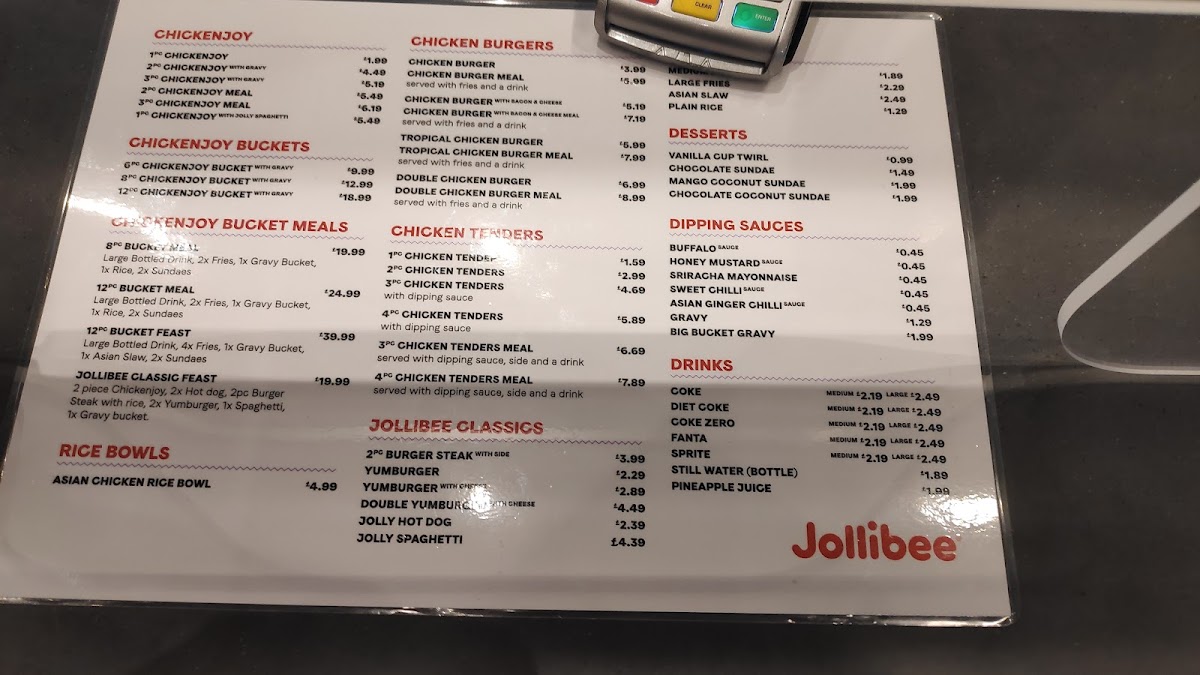 CLEAR
ENTER
CHICKENJOY
1PC CHICKENJOY £1.99
2PC CHICKENJOY WITH GRAVY £4.49
3PC CHICKENJOY WITH GRAVY £5.19
2PC CHICKENJOY MEAL £5.49
3PC CHICKENJOY MEAL £6.19
1PC CHICKENJOY WITH JOLLY SPAGHETTI £5.49
CHICKENJOY BUCKETS
6PC CHICKENJOY BUCKET WITH GRAVY £9.99
8PC CHICKENJOY BUCKET WITH GRAVY £12.99
12PC CHICKENJOY BUCKET WITH GRAVY £18.99
CHICKENJOY BUCKET MEALS
8PC BUCKET MEAL £19.99
Large Bottled Drink, 2x Fries, 1x Gravy Bucket,
1x Rice, 2x Sundaes
12PC BUCKET MEAL £24.99
Large Bottled Drink, 2x Fries, 1x Gravy Bucket,
1x Rice, 2x Sundaes
12PC BUCKET FEAST £39.99
Large Bottled Drink, 4x Fries, 1x Gravy Bucket,
1x Asian Slaw, 2x Sundaes
JOLLIBEE CLASSIC FEAST £19.99
2 piece Chickenjoy, 2x Hot dog, 2pc Burger
Steak with rice, 2x Yumburger, 1x Spaghetti,
1x Gravy bucket.
RICE BOWLS
ASIAN CHICKEN RICE BOWL £4.99
CHICKEN BURGERS
CHICKEN BURGER £3.99
CHICKEN BURGER MEAL £5.99
served with fries and a drink
CHICKEN BURGER WITH BACON & CHEESE £5.19
CHICKEN BURGER WITH BACON & CHEESE MEAL £7.19
served with fries and a drink
TROPICAL CHICKEN BURGER £5.99
TROPICAL CHICKEN BURGER MEAL £7.99
served with fries and a drink
DOUBLE CHICKEN BURGER £6.99
DOUBLE CHICKEN BURGER MEAL £8.99
served with fries and a drink
CHICKEN TENDERS
1PC CHICKEN TENDER £1.59
2PC CHICKEN TENDERS £2.99
3PC CHICKEN TENDERS £4.69
with dipping sauce
4PC CHICKEN TENDERS £5.89
with dipping sauce
3PC CHICKEN TENDERS MEAL £6.69
served with dipping sauce, side and a drink
4PC CHICKEN TENDERS MEAL £7.89
served with dipping sauce, side and a drink
JOLLIBEE CLASSICS
2PC BURGER STEAK WITH SIDE £3.99
YUMBURGER £2.29
YUMBURGER WITH CHEESE £2.89
DOUBLE YUMBURGER WITH CHEESE £4.49
JOLLY HOT DOG £2.39
JOLLY SPAGHETTI £4.39
MEDIUM £1.89
LARGE FRIES £2.29
ASIAN SLAW £2.49
PLAIN RICE £1.29
DESSERTS
VANILLA CUP TWIRL £0.99
CHOCOLATE SUNDAE £1.49
MANGO COCONUT SUNDAE £1.99
CHOCOLATE COCONUT SUNDAE £1.99
DIPPING SAUCES
BUFFALO SAUCE £0.45
HONEY MUSTARD SAUCE £0.45
SRIRACHA MAYONNAISE £0.45
SWEET CHILLI SAUCE £0.45
ASIAN GINGER CHILLI SAUCE £0.45
GRAVY £1.29
BIG BUCKET GRAVY £1.99
DRINKS
COKE MEDIUM £2.19 LARGE £2.49
DIET COKE MEDIUM £2.19 LARGE £2.49
COKE ZERO MEDIUM £2.19 LARGE £2.49
FANTA MEDIUM £2.19 LARGE £2.49
SPRITE MEDIUM £2.19 LARGE £2.49
STILL WATER (BOTTLE) £1.89
PINEAPPLE JUICE £1.99
Jollibee